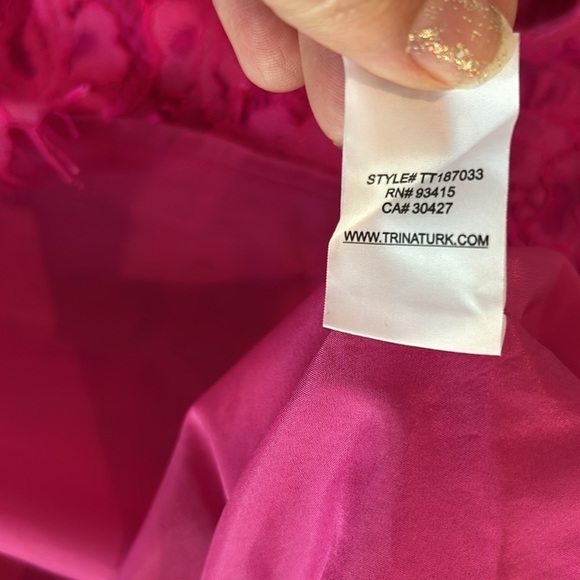 STYLE# TT187033
RN# 93415
CA# 30427
WWW.TRINATURK.COM